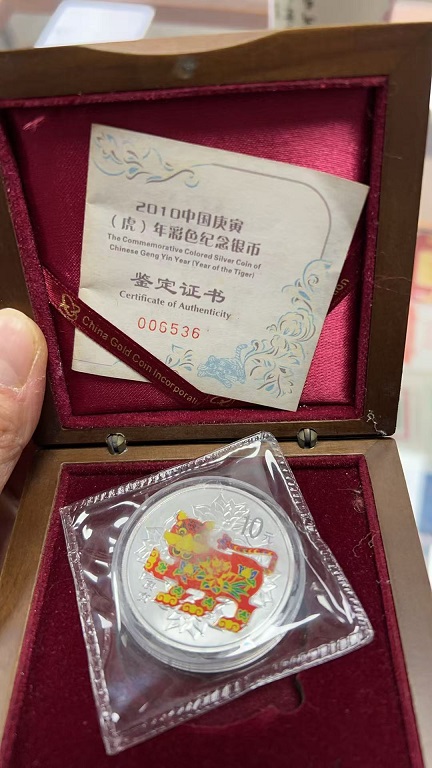 2010中国庚寅
（虎）年彩色纪念银币
The Commemorative Colored Silver Coin of
Chinese Geng Yin Year (Year of the Tiger)
鉴定证书
Certificate of Authenticity
006536
China Gold Coin Incorporati
on
10元